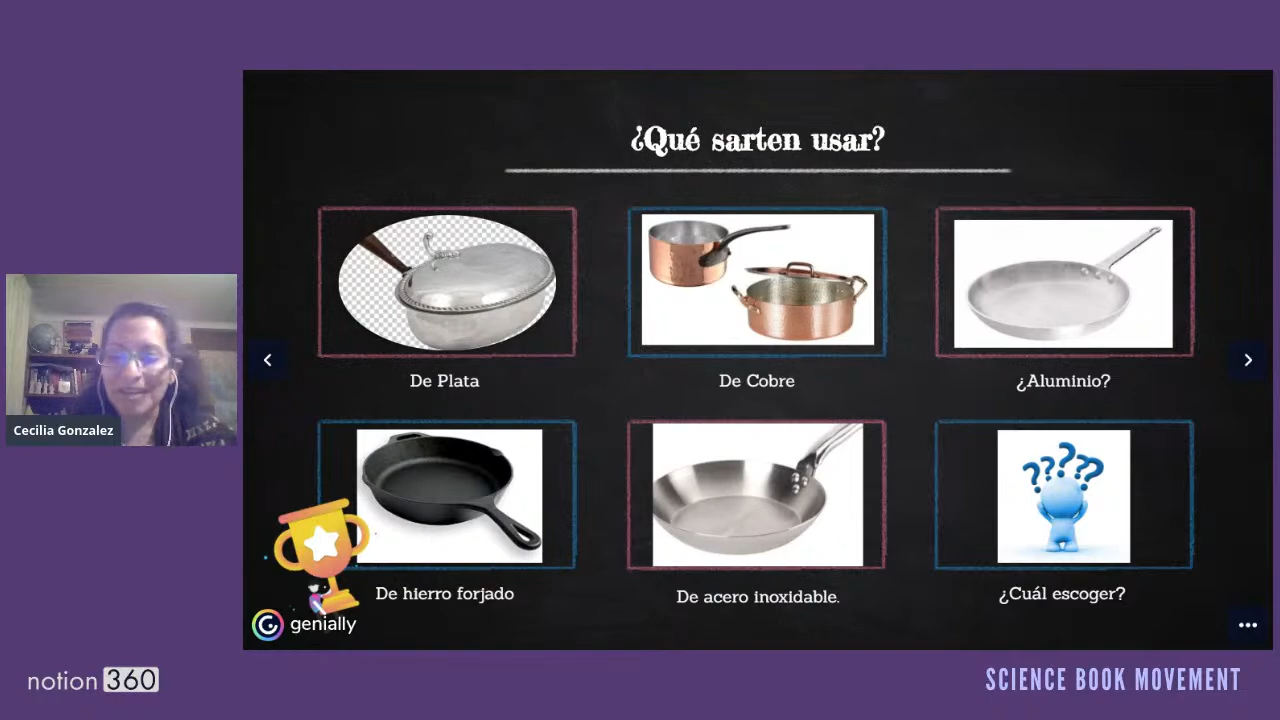 ¿Qué sarten usar?
De Plata
De Cobre
¿Aluminio?
De hierro forjado
De acero inoxidable.
¿Cuál escoger?
Cecilia Gonzalez
genially
notion 360
SCIENCE BOOK MOVEMENT